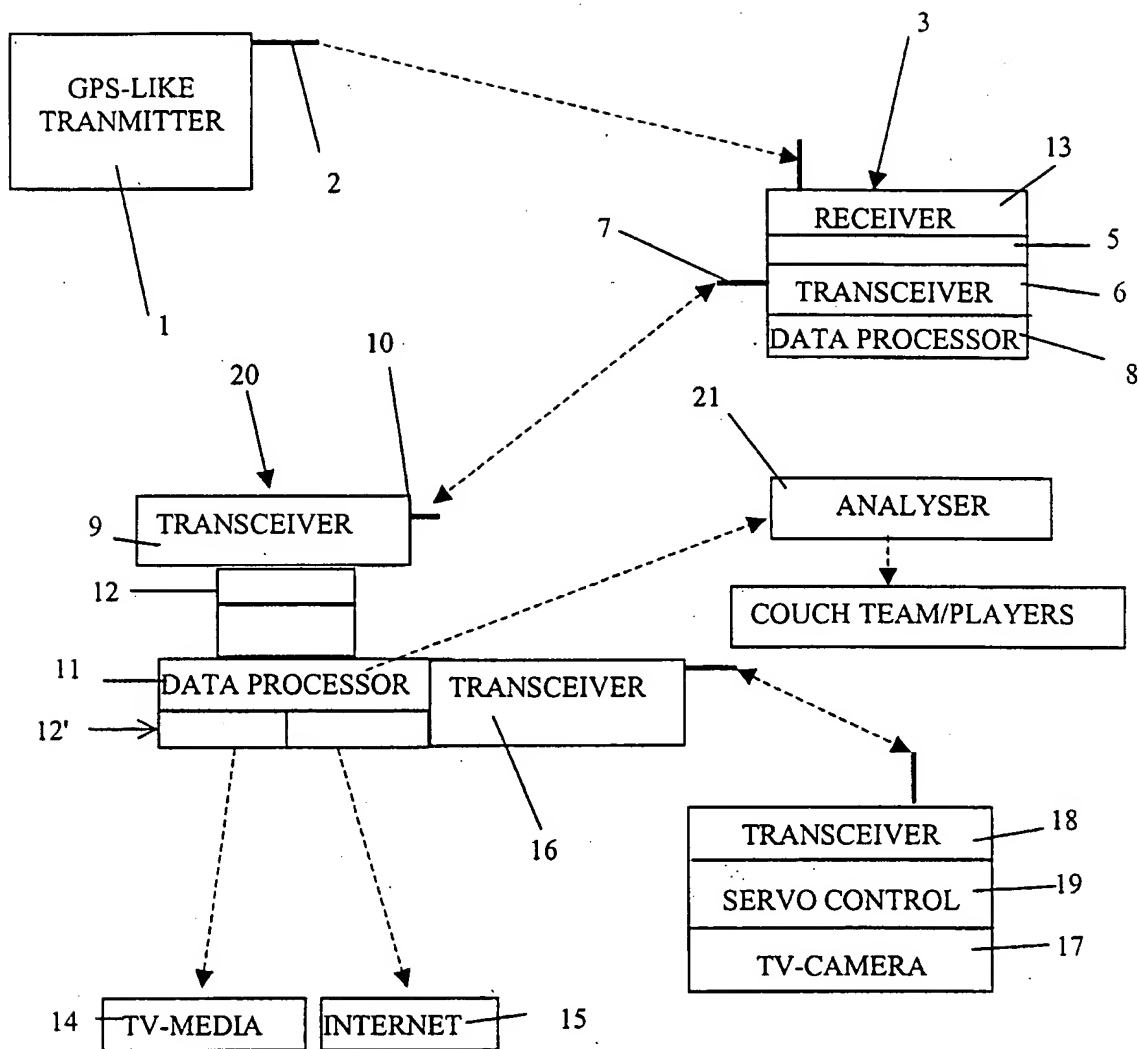 GPS-LIKE
TRANMITTER
1
2
3
RECEIVER
13
5
7
TRANSCEIVER
6
DATA PROCESSOR
8
20
10
9
TRANSCEIVER
12
21
ANALYSER
COUCH TEAM/PLAYERS
11
DATA PROCESSOR
TRANSCEIVER
12'
16
TRANSCEIVER
18
SERVO CONTROL
19
TV-CAMERA
17
14
TV-MEDIA
INTERNET
15